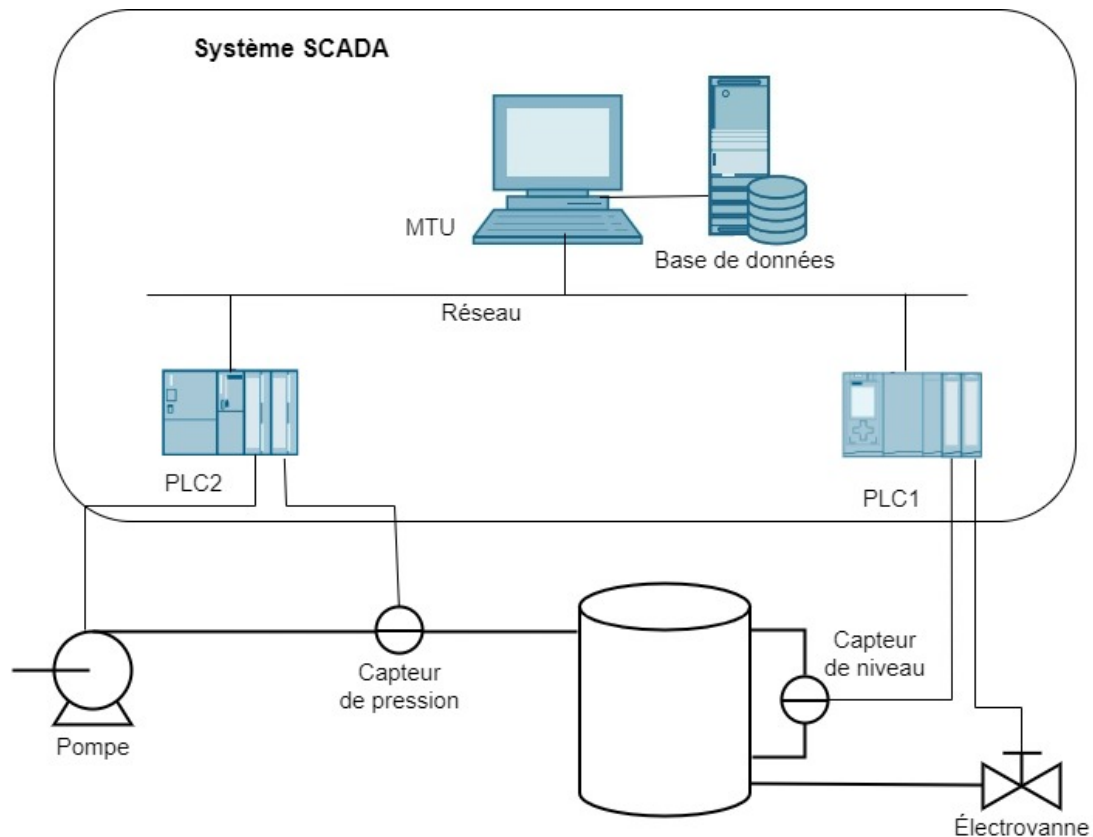 Système SCADA
MTU
Base de données
Réseau
PLC2
PLC1
Capteur
de pression
Capteur
de niveau
Pompe
Électrovanne